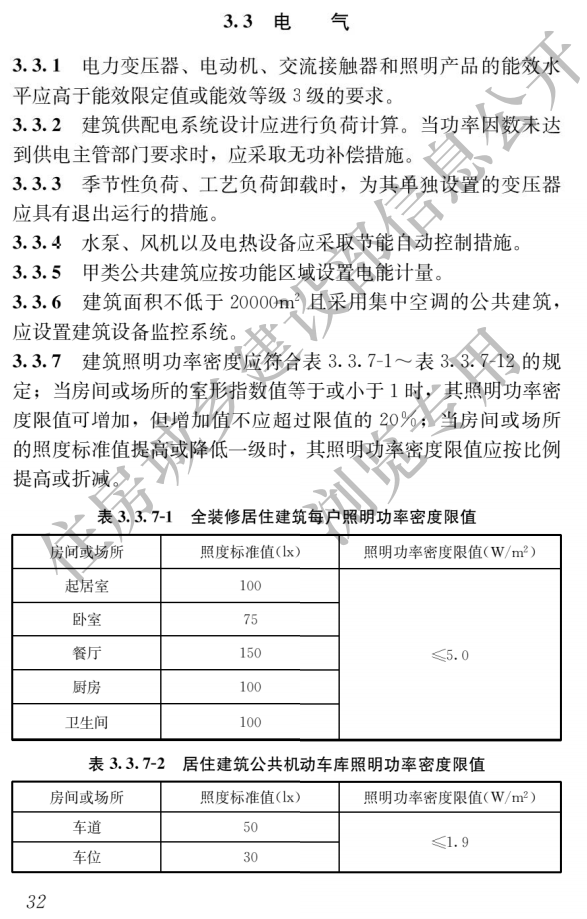 3.3 电 气
3.3.1 电力变压器、电动机、交流接触器和照明产品的能效水
平应高于能效限定值或能效等级 3 级的要求。
3.3.2 建筑供配电系统设计应进行负荷计算。当功率因数未达
到供电主管部门要求时，应采取无功补偿措施。
3.3.3 季节性负荷、工艺负荷卸载时，为其单独设置的变压器
应具有退出运行的措施。
3.3.4 水泵、风机以及电热设备应采取节能自动控制措施。
3.3.5 甲类公共建筑应按功能区域设置电能计量。
3.3.6 建筑面积不低于 20000m² 且采用集中空调的公共建筑，
应设置建筑设备监控系统。
3.3.7 建筑照明功率密度应符合表 3.3.7-1～表 3.3.7-12 的规
定；当房间或场所的室形指数值等于或小于 1 时，其照明功率密
度限值可增加，但增加值不应超过限值的 20%；当房间或场所
的照度标准值提高或降低一级时，其照明功率密度限值应按比例
提高或折减。
表 3.3.7-1 全装修居住建筑每户照明功率密度限值
房间或场所 照度标准值(lx) 照明功率密度限值(W/m²)
起居室 100
卧室 75
餐厅 150 ≤5.0
厨房 100
卫生间 100
表 3.3.7-2 居住建筑公共机动车库照明功率密度限值
房间或场所 照度标准值(lx) 照明功率密度限值(W/m²)
车道 50 ≤1.9
车位 30
32
住房城乡建设部信息公开
浏览专用